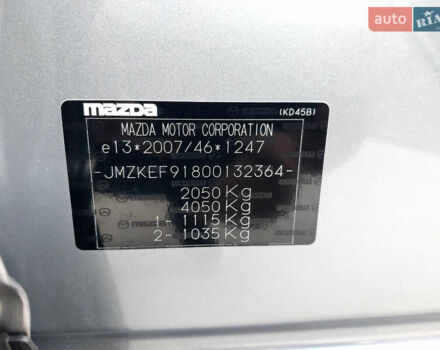 auto RIA
mazda (KD45B)
MAZDA MOTOR CORPORATION
e13*2007/46*1247
-JMZKEF91800132364-
2050 Kg
4050 Kg
1- 1115 Kg
2- 1035 Kg